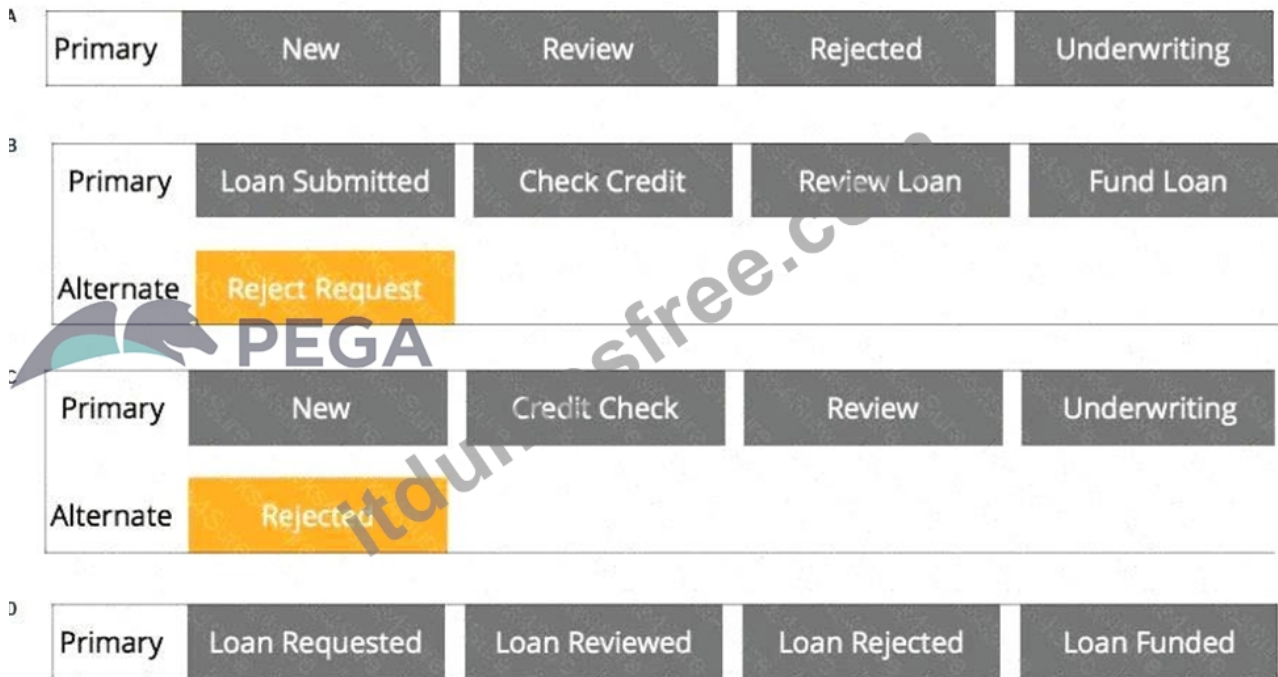 A
Primary New Review Rejected Underwriting
B
Primary Loan Submitted Check Credit Review Loan Fund Loan
Alternate Reject Request
PEGA
C
Primary New Credit Check Review Underwriting
Alternate Rejected
D
Primary Loan Requested Loan Reviewed Loan Rejected Loan Funded